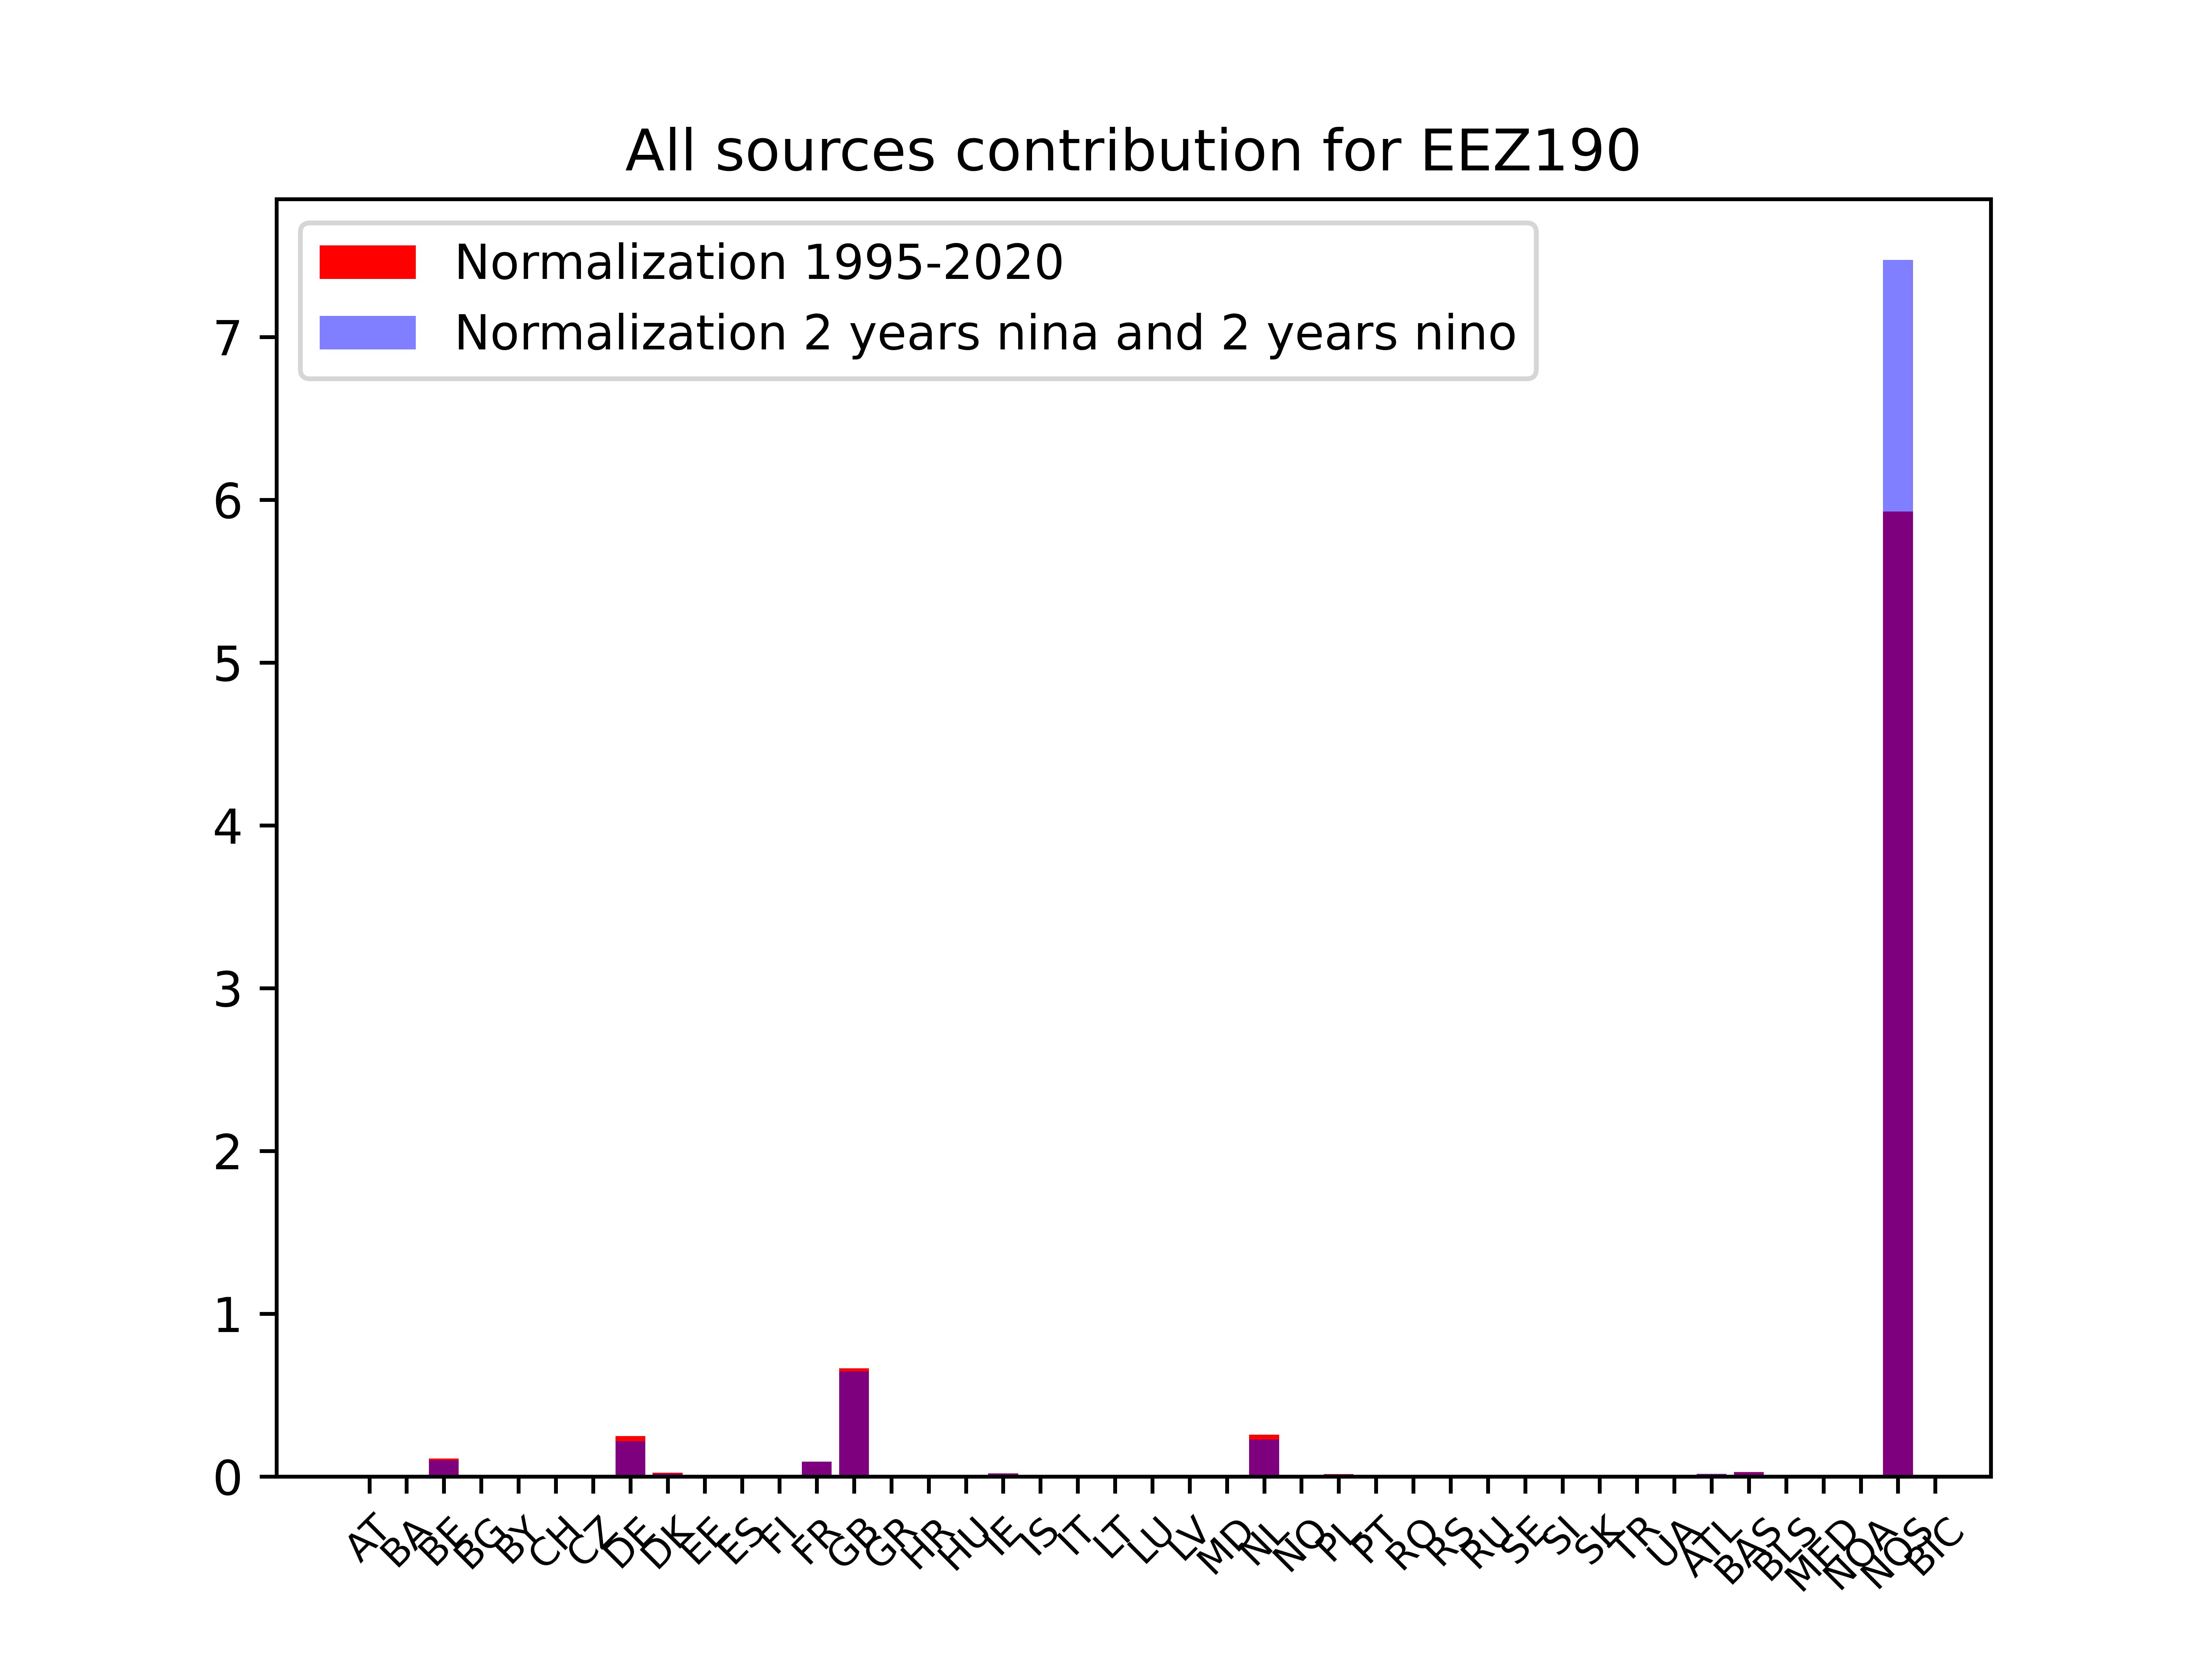 All sources contribution for EEZ190
Normalization 1995-2020
Normalization 2 years nina and 2 years nino
7
6
5
4
3
2
1
0
AT
BA
BE
BG
BY
CH
CZ
DE
DK
EE
ES
FI
FR
GB
GR
HR
HU
IE
IS
IT
LT
LU
LV
MD
NL
NO
PL
PT
RO
RS
RU
SE
SI
SK
TR
UA
ATL
BAS
BLS
MED
NOA
NOS
BIC